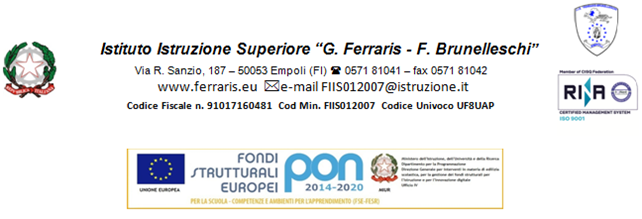 Istituto Istruzione Superiore “G. Ferraris - F. Brunelleschi”
Via R. Sanzio, 187 – 50053 Empoli (FI) ☎ 0571 81041 – fax 0571 81042
www.ferraris.eu ✉e-mail FIIS012007@istruzione.it
Codice Fiscale n. 91017160481 Cod Min. FIIS012007 Codice Univoco UF8UAP
Member of CISQ Federation
RINA
CERTIFIED MANAGEMENT SYSTEM
ISO 9001
UNIONE EUROPEA
FONDI
STRUTTURALI
EUROPEI
pon
2014-2020
MIUR
Ministero dell'Istruzione, dell'Università e della Ricerca
Dipartimento per la Programmazione
Direzione Generale per interventi in materia di edilizia
scolastica, per la gestione dei fondi strutturali per
l'istruzione e per l'innovazione digitale
Ufficio IV
PER LA SCUOLA - COMPETENZE E AMBIENTI PER L'APPRENDIMENTO (FSE-FESR)